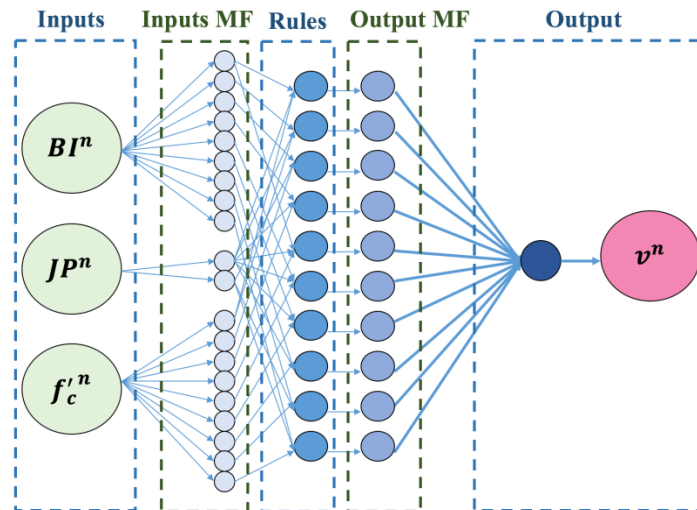 Inputs Inputs MF Rules Output MF Output
BIⁿ
JPⁿ
f′cⁿ
vⁿ